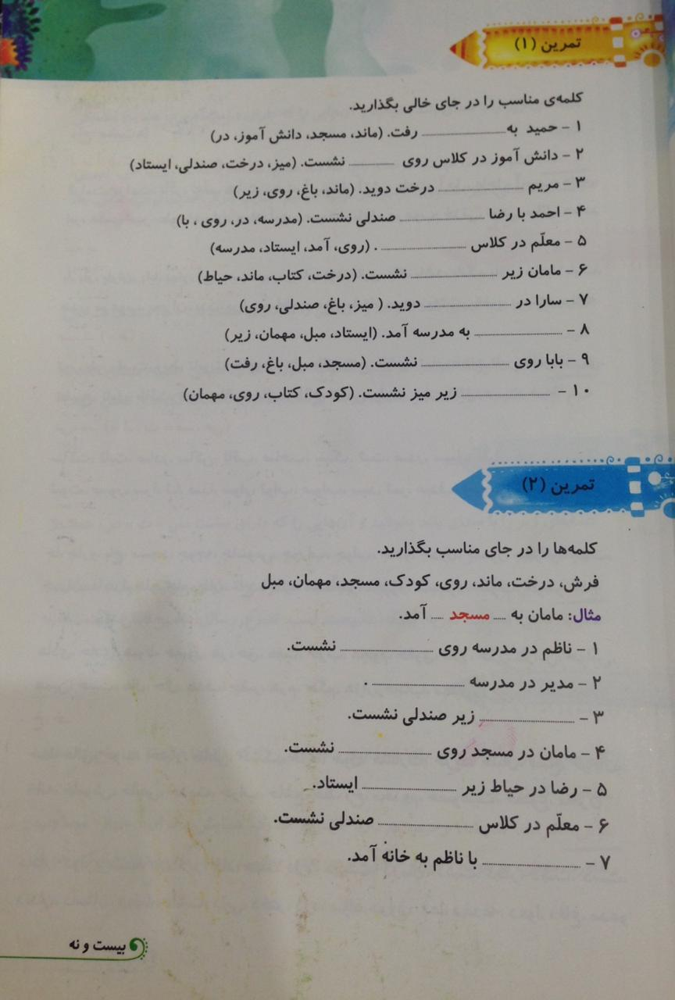 تمرین (۱)
کلمه‌ی مناسب را در جای خالی بگذارید.
۱ - حمید به............رفت. (ماند، مسجد، دانش آموز، در)
۲ - دانش آموز در کلاس روی ............ نشست. (میز، درخت، صندلی، ایستاد)
۳ - مریم ............ درخت دوید. (ماند، باغ، روی، زیر)
۴ - احمد با رضا ............ صندلی نشست. (مدرسه، در، روی ، با)
۵ - معلّم در کلاس ............ . (روی، آمد، ایستاد، مدرسه)
۶ - مامان زیر ............ نشست. (درخت، کتاب، ماند، حیاط)
۷ - سارا در ............ دوید. ( میز، باغ، صندلی، روی)
۸ - ............ به مدرسه آمد. (ایستاد، مبل، مهمان، زیر)
۹ - بابا روی ............ نشست. (مسجد، مبل، باغ، رفت)
۱۰ - ............ زیر میز نشست. (کودک، کتاب، روی، مهمان)
تمرین (۲)
کلمه‌ها را در جای مناسب بگذارید.
فرش، درخت، ماند، روی، کودک، مسجد، مهمان، مبل
مثال: مامان به .... مسجد .... آمد.
۱ - ناظم در مدرسه روی ............ نشست.
۲ - مدیر در مدرسه ............ .
۳ - ............ زیر صندلی نشست.
۴ - مامان در مسجد روی ............ نشست.
۵ - رضا در حیاط زیر ............ ایستاد.
۶ - معلّم در کلاس ............ صندلی نشست.
۷ - ............ با ناظم به خانه آمد.
بیست و نه